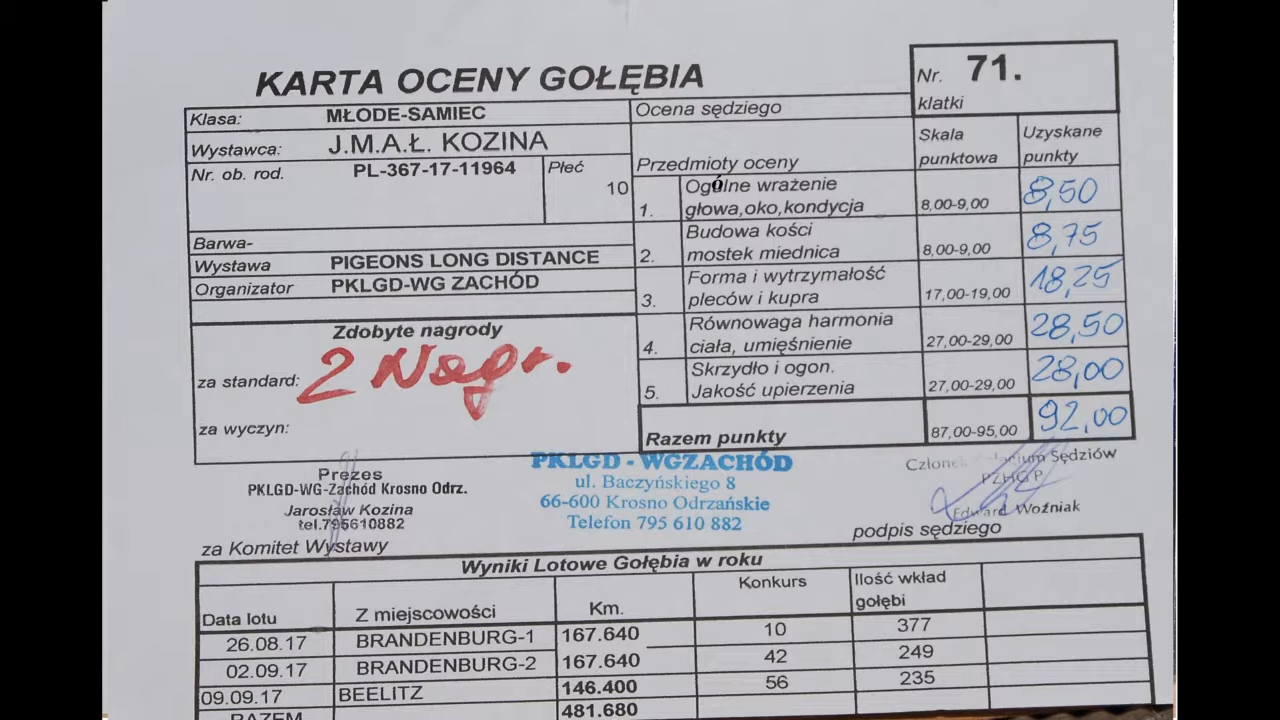 KARTA OCENY GOŁĘBIA
Nr. klatki 71.
Klasa: MŁODE-SAMIEC
Wystawca: J.M.A.Ł. KOZINA
Nr. ob. rod. PL-367-17-11964 Płeć 10
Barwa-
Wystawa PIGEONS LONG DISTANCE
Organizator PKLGD-WG ZACHÓD
Zdobyte nagrody
za standard: 2 Nagr.
za wyczyn:
Ocena sędziego
Przedmioty oceny Skala punktowa Uzyskane punkty
1. Ogólne wrażenie
głowa,oko,kondycja 8,00-9,00 8,50
2. Budowa kości
mostek miednica 8,00-9,00 8,75
3. Forma i wytrzymałość
pleców i kupra 17,00-19,00 18,25
4. Równowaga harmonia
ciała, umięśnienie 27,00-29,00 28,50
5. Skrzydło i ogon.
Jakość upierzenia 27,00-29,00 28,00
Razem punkty 87,00-95,00 92,00
Prezes
PKLGD-WG-Zachód Krosno Odrz.
Jarosław Kozina
tel.795610882
za Komitet Wystawy
PKLGD - WGZACHÓD
ul. Baczyńskiego 8
66-600 Krosno Odrzańskie
Telefon 795 610 882
Członek Sędziów
PZHGP
Edward Woźniak
podpis sędziego
Wyniki Lotowe Gołębia w roku
Data lotu Z miejscowości Km. Konkurs Ilość wkład gołębi
26.08.17 BRANDENBURG-1 167.640 10 377
02.09.17 BRANDENBURG-2 167.640 42 249
09.09.17 BEELITZ 146.400 56 235
RAZEM 481.680